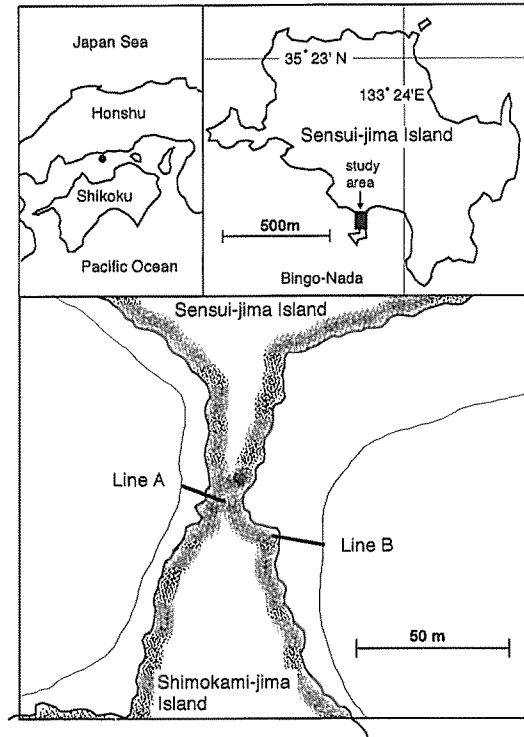 Japan Sea
Honshu
Shikoku
Pacific Ocean
35° 23' N
133° 24'E
Sensui-jima Island
study
area
500m
Bingo-Nada
Sensui-jima Island
Line A
Line B
50 m
Shimokami-jima
Island